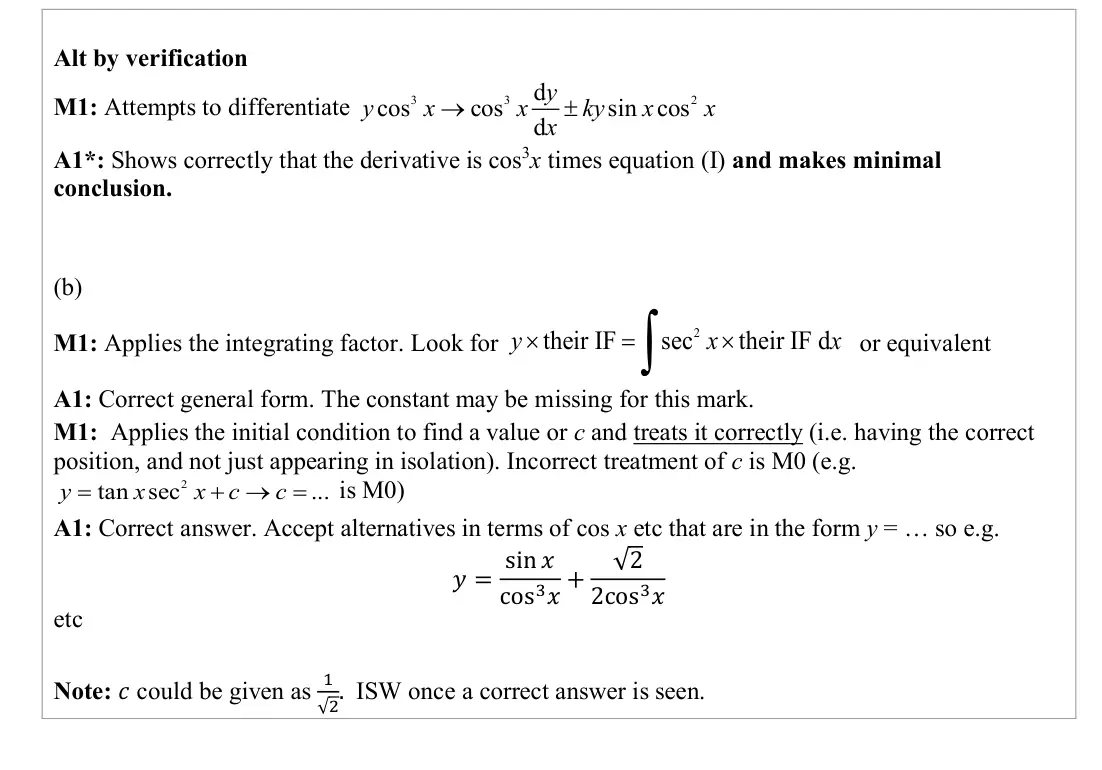 Alt by verification
M1: Attempts to differentiate y cos³ x → cos³ x dy/dx ± ky sin x cos² x
A1*: Shows correctly that the derivative is cos³x times equation (I) and makes minimal
conclusion.
(b)
M1: Applies the integrating factor. Look for y × their IF = ∫ sec² x × their IF dx or equivalent
A1: Correct general form. The constant may be missing for this mark.
M1: Applies the initial condition to find a value or c and treats it correctly (i.e. having the correct
position, and not just appearing in isolation). Incorrect treatment of c is M0 (e.g.
y = tan x sec² x + c → c = ... is M0)
A1: Correct answer. Accept alternatives in terms of cos x etc that are in the form y = … so e.g.
y = sin x/cos³x + √2/2cos³x
etc
Note: c could be given as 1/√2. ISW once a correct answer is seen.